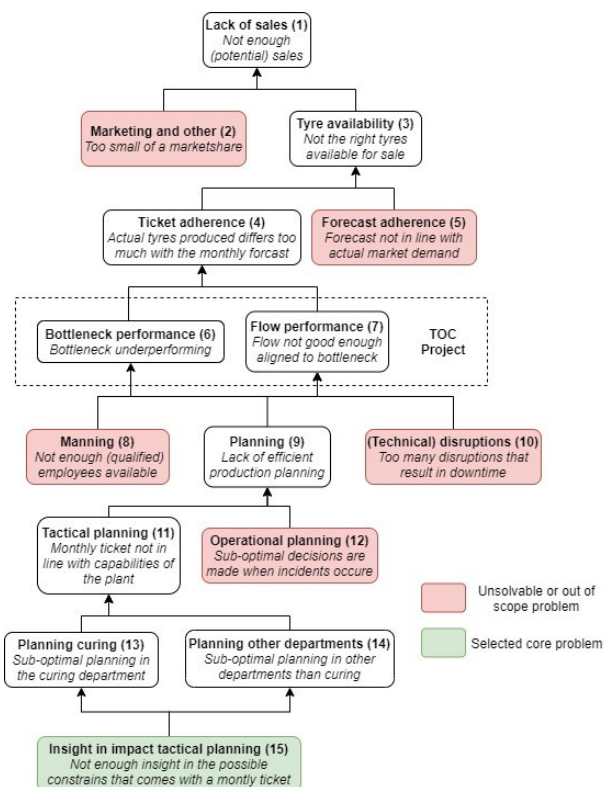 Lack of sales (1)
Not enough
(potential) sales
Marketing and other (2)
Too small of a marketshare
Tyre availability (3)
Not the right tyres
available for sale
Ticket adherence (4)
Actual tyres produced differs too
much with the monthly forcast
Forecast adherence (5)
Forecast not in line with
actual market demand
Bottleneck performance (6)
Bottleneck underperforming
Flow performance (7)
Flow not good enough
aligned to bottleneck
TOC
Project
Manning (8)
Not enough (qualified)
employees available
Planning (9)
Lack of efficient
production planning
(Technical) disruptions (10)
Too many disruptions that
result in downtime
Tactical planning (11)
Monthly ticket not in
line with capabilities of
the plant
Operational planning (12)
Sub-optimal decisions are
made when incidents occure
Unsolvable or out of
scope problem
Selected core problem
Planning curing (13)
Sub-optimal planning in
the curing department
Planning other departments (14)
Sub-optimal planning in other
departments than curing
Insight in impact tactical planning (15)
Not enough insight in the possible
constrains that comes with a montly ticket